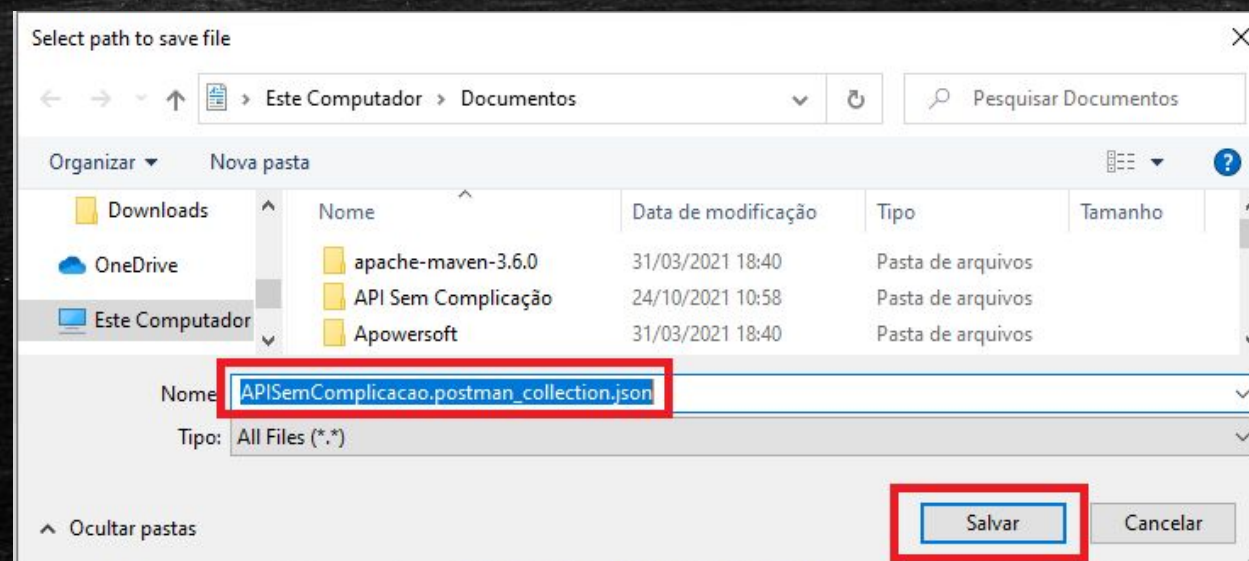 Select path to save file
Este Computador > Documentos
Pesquisar Documentos
Organizar
Nova pasta
Downloads
OneDrive
Este Computador
Nome Data de modificação Tipo Tamanho
apache-maven-3.6.0 31/03/2021 18:40 Pasta de arquivos
API Sem Complicação 24/10/2021 10:58 Pasta de arquivos
Apowersoft 31/03/2021 18:40 Pasta de arquivos
Nome APISemComplicacao.postman_collection.json
Tipo: All Files (*.*)
Ocultar pastas
Salvar
Cancelar